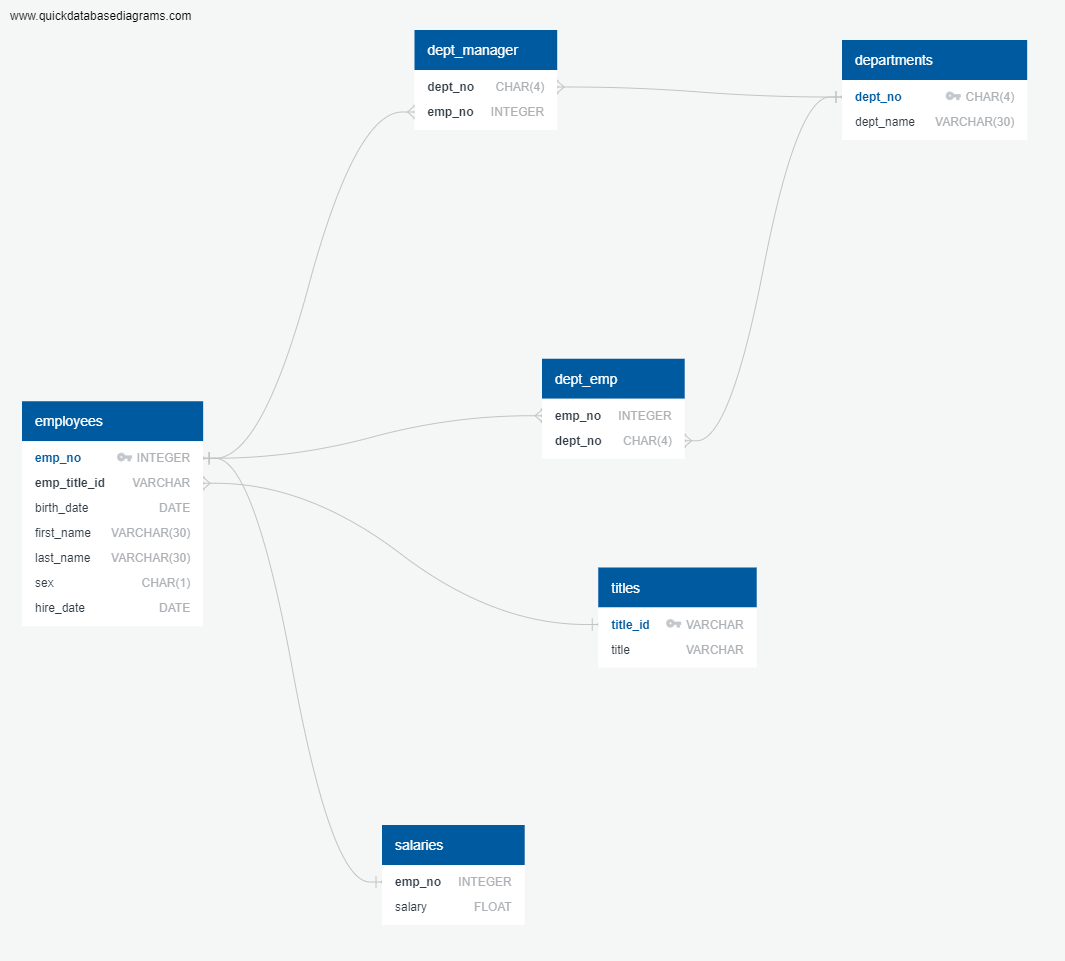 www.quickdatabasediagrams.com
dept_manager
dept_no CHAR(4)
emp_no INTEGER
departments
dept_no CHAR(4)
dept_name VARCHAR(30)
dept_emp
emp_no INTEGER
dept_no CHAR(4)
employees
emp_no INTEGER
emp_title_id VARCHAR
birth_date DATE
first_name VARCHAR(30)
last_name VARCHAR(30)
sex CHAR(1)
hire_date DATE
titles
title_id VARCHAR
title VARCHAR
salaries
emp_no INTEGER
salary FLOAT